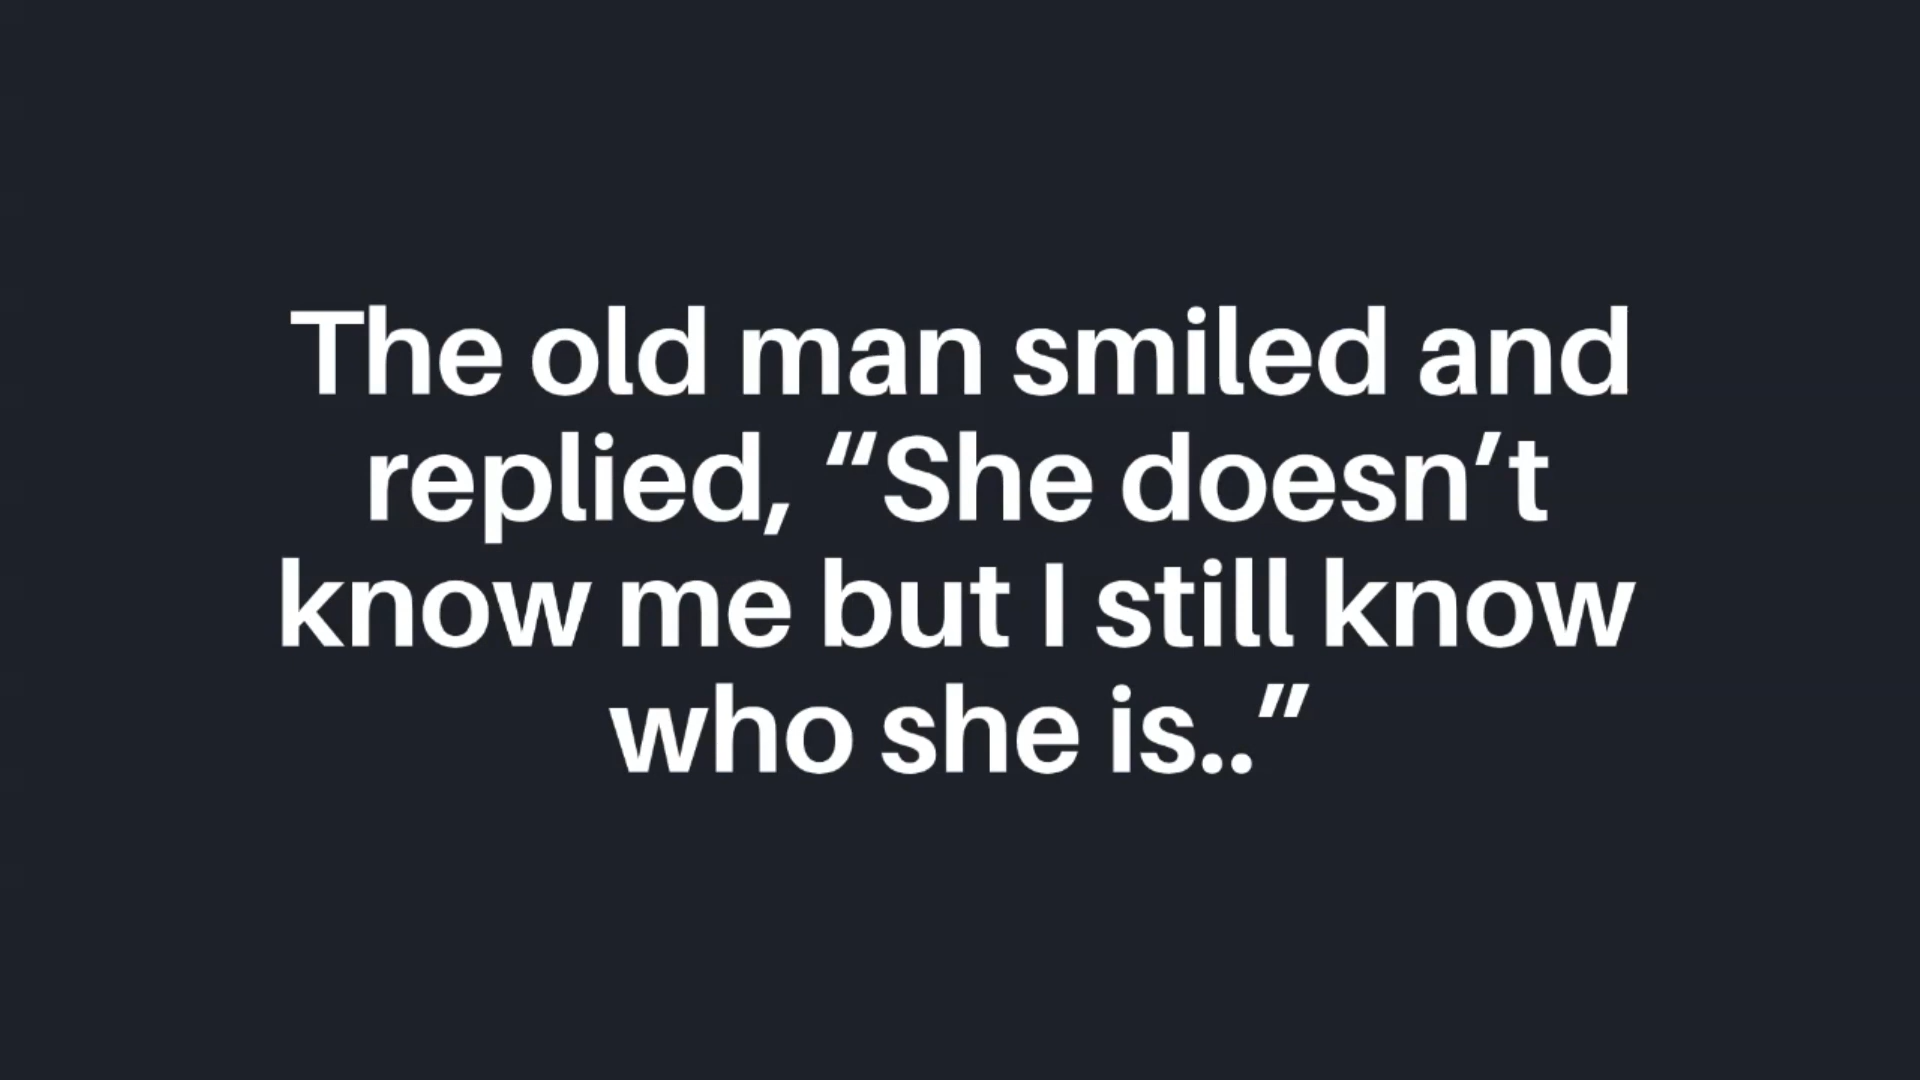 The old man smiled and
replied, “She doesn’t
know me but I still know
who she is..”